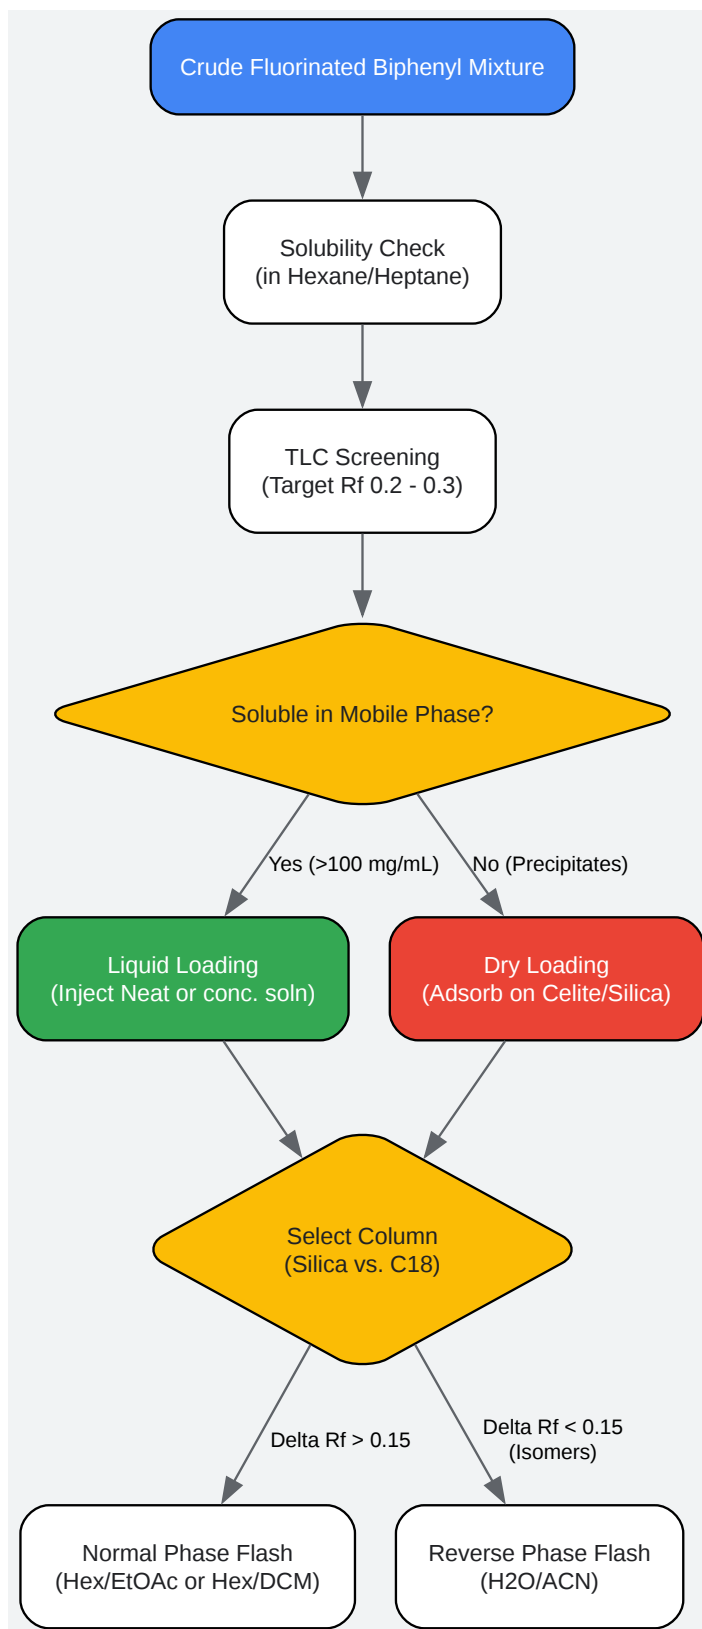 Crude Fluorinated Biphenyl Mixture
Solubility Check
(in Hexane/Heptane)
TLC Screening
(Target Rf 0.2 - 0.3)
Soluble in Mobile Phase?
Yes (>100 mg/mL)
No (Precipitates)
Liquid Loading
(Inject Neat or conc. soln)
Dry Loading
(Adsorb on Celite/Silica)
Select Column
(Silica vs. C18)
Delta Rf > 0.15
Delta Rf < 0.15
(Isomers)
Normal Phase Flash
(Hex/EtOAc or Hex/DCM)
Reverse Phase Flash
(H2O/ACN)